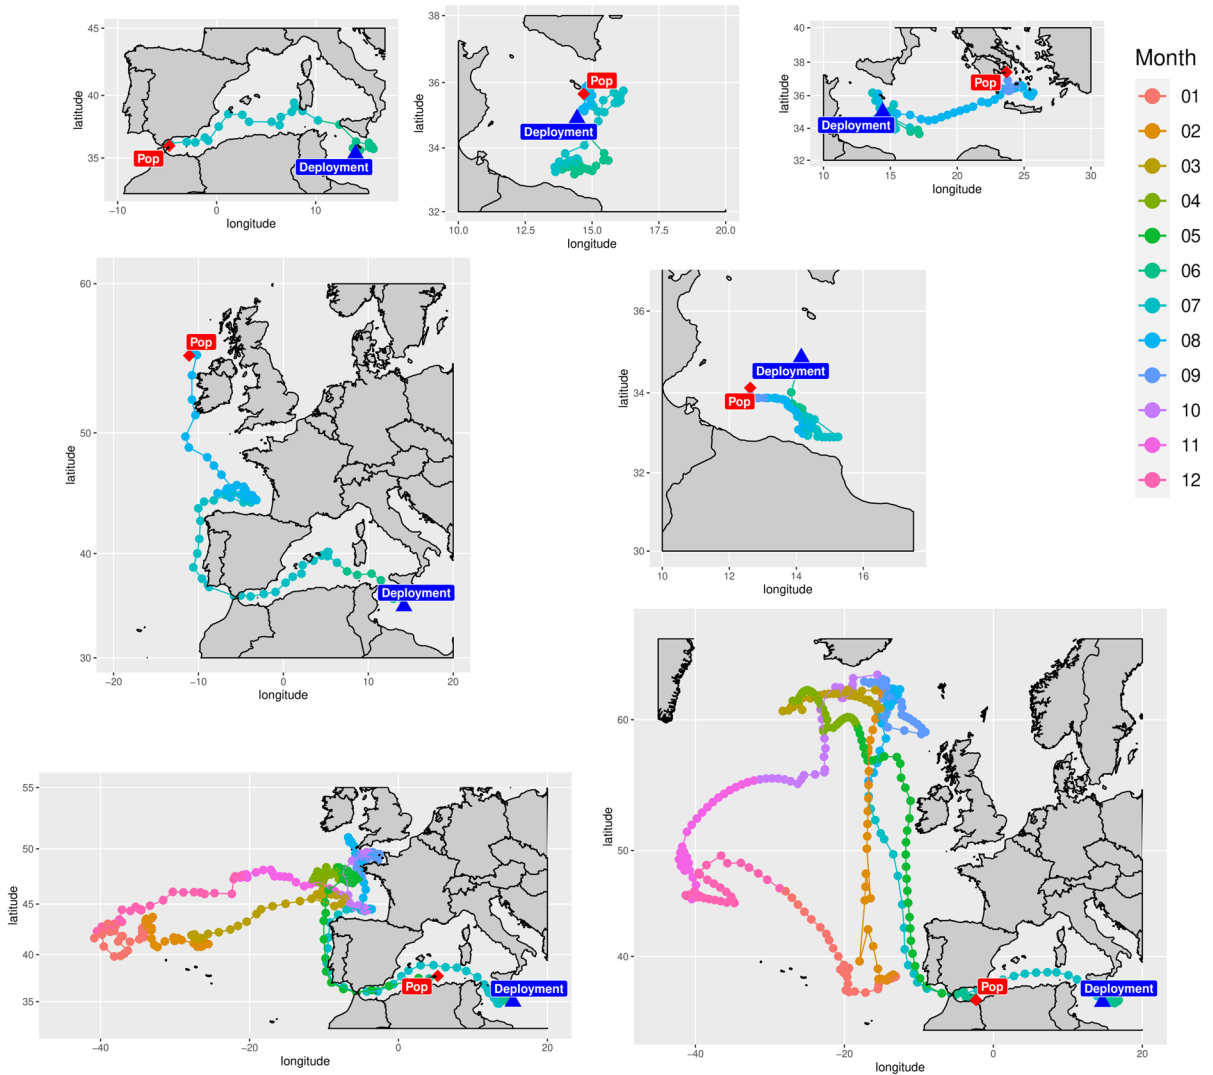 45
40
35
latitude
−10
0
10
longitude
Pop
Deployment
38
36
34
32
latitude
10.0
12.5
15.0
17.5
20.0
longitude
Pop
Deployment
40
38
36
34
32
latitude
10
15
20
25
30
longitude
Pop
Deployment
Month
01
02
03
04
05
06
07
08
09
10
11
12
60
50
40
30
latitude
−20
−10
0
10
20
longitude
Pop
Deployment
36
34
32
30
latitude
10
12
14
16
longitude
Deployment
Pop
55
50
45
40
35
latitude
−40
−20
0
20
longitude
Pop
Deployment
60
50
40
latitude
−40
−20
0
20
longitude
Pop
Deployment